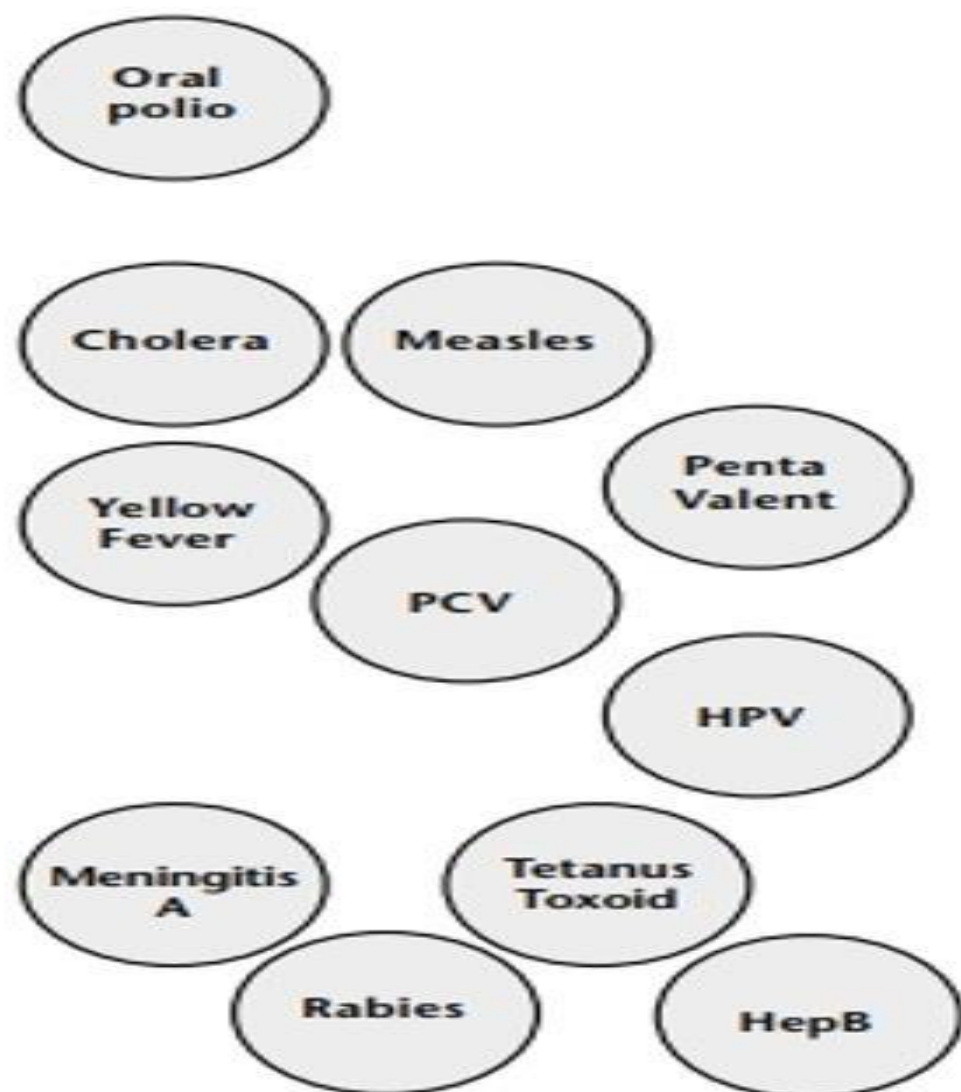 Oral
polio
Cholera
Measles
Penta
Valent
Yellow
Fever
PCV
HPV
Meningitis
A
Tetanus
Toxoid
Rabies
HepB